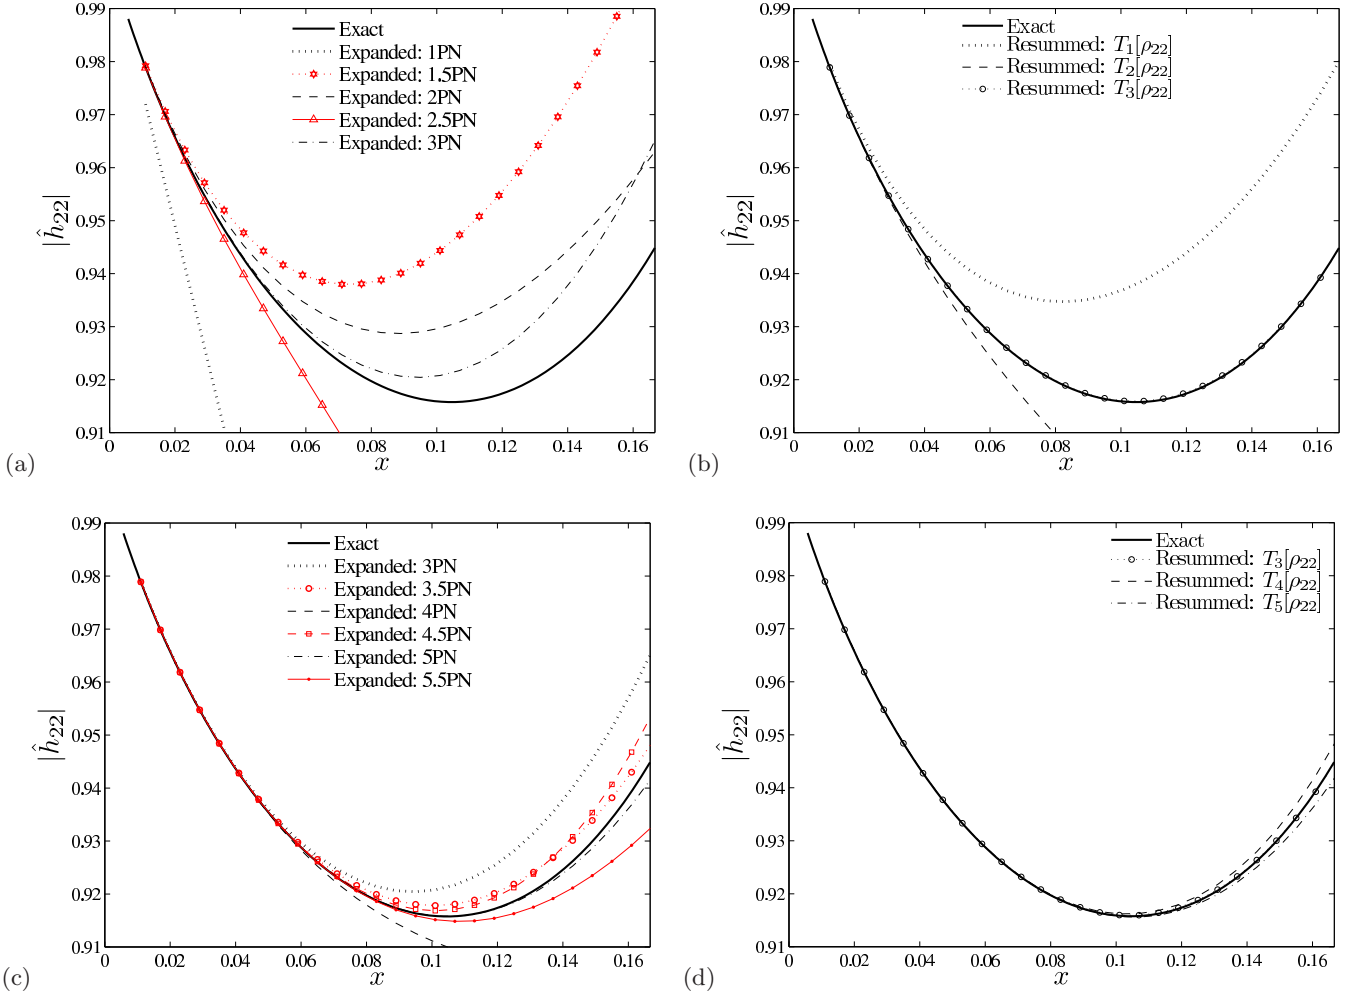 0.99
0.98
0.97
0.96
0.95
0.94
0.93
0.92
0.91
|ĥ22|
0 0.02 0.04 0.06 0.08 0.1 0.12 0.14 0.16
x
Exact
Expanded: 1PN
Expanded: 1.5PN
Expanded: 2PN
Expanded: 2.5PN
Expanded: 3PN
(a)
0.99
0.98
0.97
0.96
0.95
0.94
0.93
0.92
0.91
|ĥ22|
0 0.02 0.04 0.06 0.08 0.1 0.12 0.14 0.16
x
Exact
Resummed: T1[ρ22]
Resummed: T2[ρ22]
Resummed: T3[ρ22]
(b)
0.99
0.98
0.97
0.96
0.95
0.94
0.93
0.92
0.91
|ĥ22|
0 0.02 0.04 0.06 0.08 0.1 0.12 0.14 0.16
x
Exact
Expanded: 3PN
Expanded: 3.5PN
Expanded: 4PN
Expanded: 4.5PN
Expanded: 5PN
Expanded: 5.5PN
(c)
0.99
0.98
0.97
0.96
0.95
0.94
0.93
0.92
0.91
|ĥ22|
0 0.02 0.04 0.06 0.08 0.1 0.12 0.14 0.16
x
Exact
Resummed: T3[ρ22]
Resummed: T4[ρ22]
Resummed: T5[ρ22]
(d)